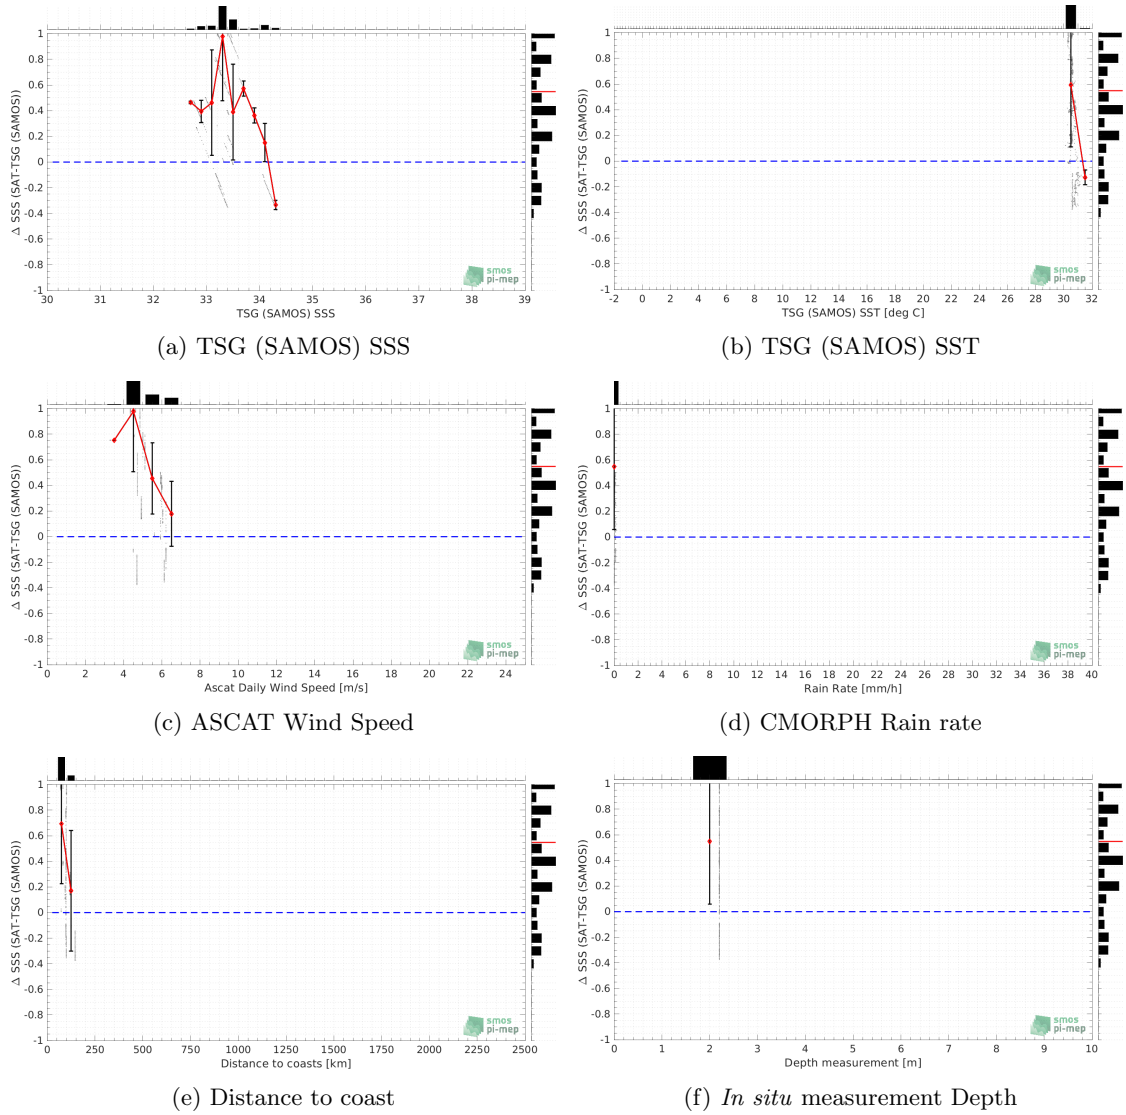 Δ SSS (SAT-TSG (SAMOS))
1
0.8
0.6
0.4
0.2
0
-0.2
-0.4
-0.6
-0.8
-1
30 31 32 33 34 35 36 37 38 39
TSG (SAMOS) SSS
smos
pi-mep
(a) TSG (SAMOS) SSS
Δ SSS (SAT-TSG (SAMOS))
1
0.8
0.6
0.4
0.2
0
-0.2
-0.4
-0.6
-0.8
-1
-2 0 2 4 6 8 10 12 14 16 18 20 22 24 26 28 30 32
TSG (SAMOS) SST [deg C]
smos
pi-mep
(b) TSG (SAMOS) SST
Δ SSS (SAT-TSG (SAMOS))
1
0.8
0.6
0.4
0.2
0
-0.2
-0.4
-0.6
-0.8
-1
0 2 4 6 8 10 12 14 16 18 20 22 24
Ascat Daily Wind Speed [m/s]
smos
pi-mep
(c) ASCAT Wind Speed
Δ SSS (SAT-TSG (SAMOS))
1
0.8
0.6
0.4
0.2
0
-0.2
-0.4
-0.6
-0.8
-1
0 2 4 6 8 10 12 14 16 18 20 22 24 26 28 30 32 34 36 38 40
Rain Rate [mm/h]
smos
pi-mep
(d) CMORPH Rain rate
Δ SSS (SAT-TSG (SAMOS))
1
0.8
0.6
0.4
0.2
0
-0.2
-0.4
-0.6
-0.8
-1
0 250 500 750 1000 1250 1500 1750 2000 2250 2500
Distance to coasts [km]
smos
pi-mep
(e) Distance to coast
Δ SSS (SAT-TSG (SAMOS))
1
0.8
0.6
0.4
0.2
0
-0.2
-0.4
-0.6
-0.8
-1
0 1 2 3 4 5 6 7 8 9 10
Depth measurement [m]
smos
pi-mep
(f) In situ measurement Depth